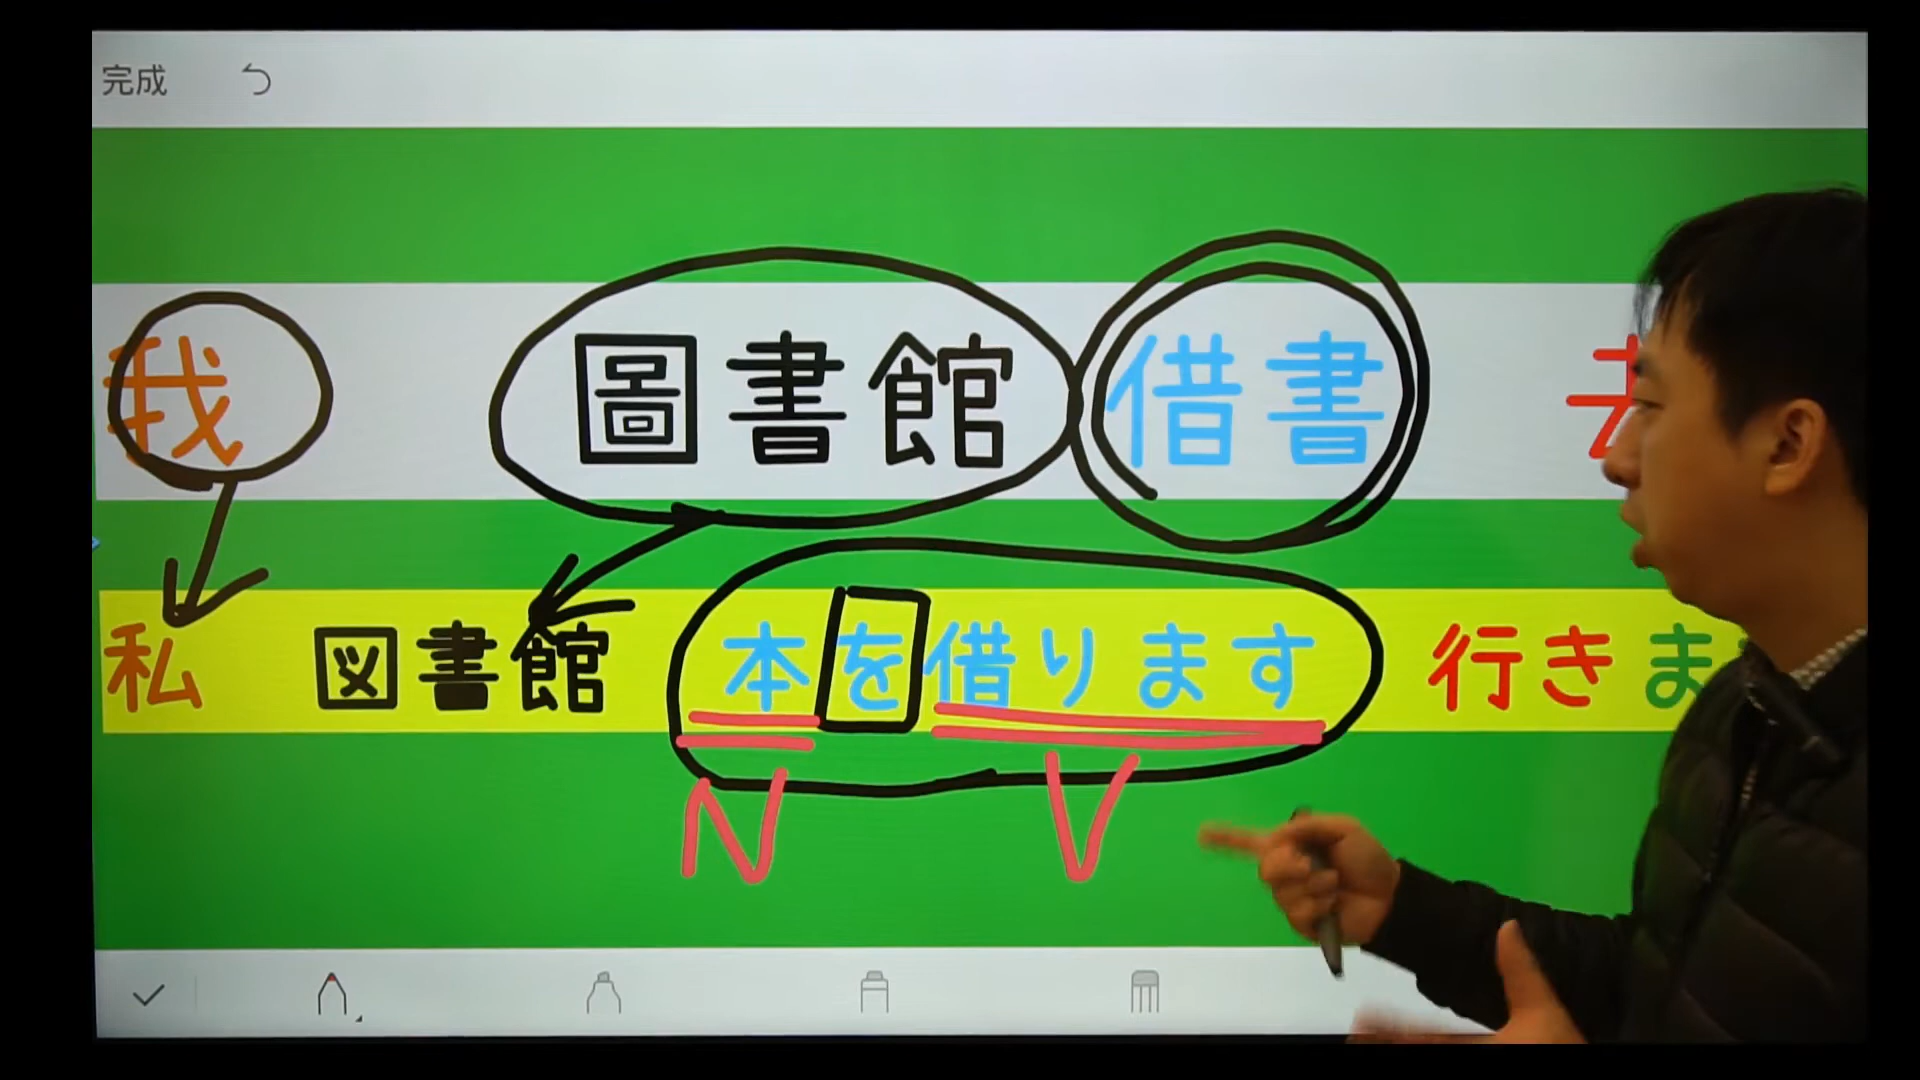 完成
我 圖書館 借書 去
私 図書館 本を借ります 行きま
N V